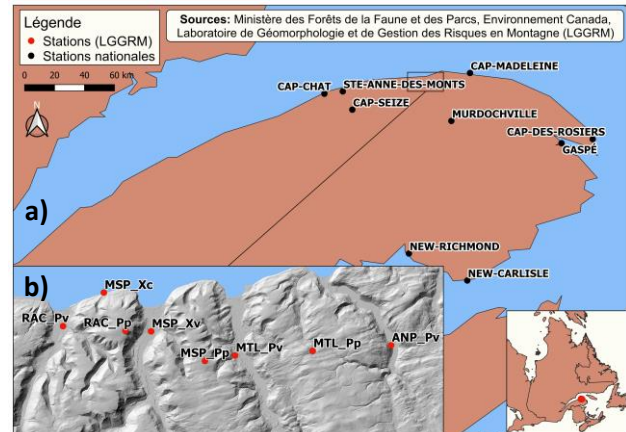 Légende
Stations (LGGRM)
Stations nationales
0 20 40 60 km
N
Sources: Ministère des Forêts de la Faune et des Parcs, Environnement Canada,
Laboratoire de Géomorphologie et de Gestion des Risques en Montagne (LGGRM)
CAP-MADELEINE
CAP-CHAT
STE-ANNE-DES-MONTS
CAP-SEIZE
MURDOCHVILLE
CAP-DES-ROSIERS
GASPÉ
a)
NEW-RICHMOND
NEW-CARLISLE
b)
MSP_Xc
RAC_Pv
RAC_Pp
MSP_Xv
MSP_Pp
MTL_Pv
MTL_Pp
ANP_Pv